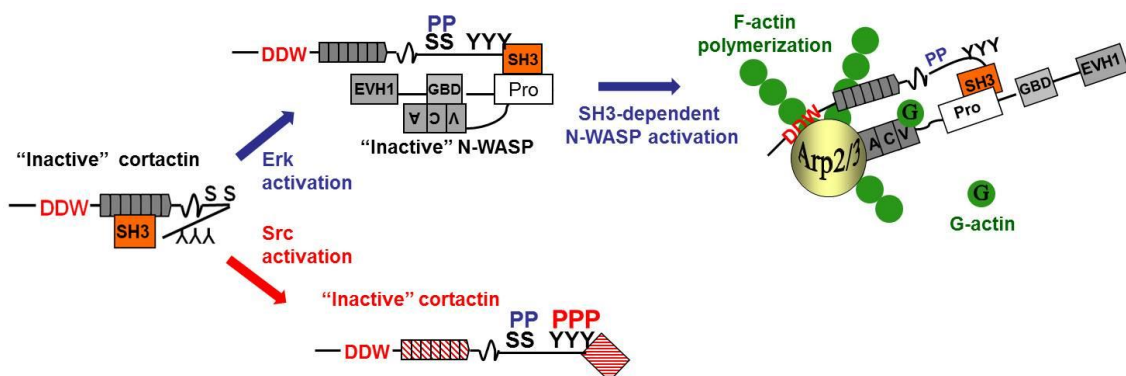 PP
SS YYY
DDW
SH3
EVH1
GBD
Pro
A C V
"Inactive" N-WASP
"Inactive" cortactin
S S
DDW
SH3
YYY
Erk
activation
Src
activation
SH3-dependent
N-WASP activation
F-actin
polymerization
PP
YYY
SH3
EVH1
GBD
Pro
G
DDW
A C V
Arp2/3
G
G-actin
"Inactive" cortactin
PP PPP
SS YYY
DDW